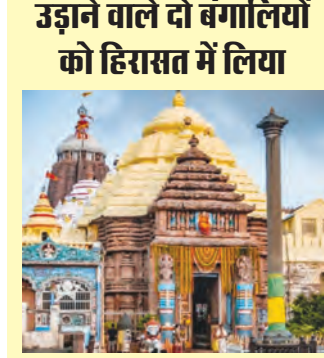 उड़ाने वाले दो बंगालियों
को हिरासत में लिया